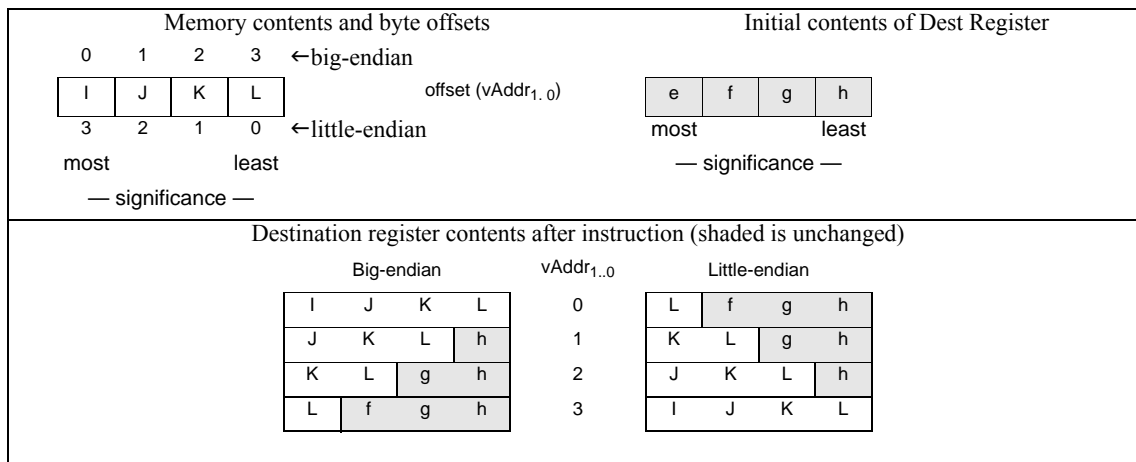 Memory contents and byte offsets
Initial contents of Dest Register
0 1 2 3 ←big-endian
I J K L
offset (vAddr1. 0)
e f g h
3 2 1 0 ←little-endian
most least
most least
— significance —
— significance —
Destination register contents after instruction (shaded is unchanged)
Big-endian vAddr1..0 Little-endian
I J K L 0 L f g h
J K L h 1 K L g h
K L g h 2 J K L h
L f g h 3 I J K L